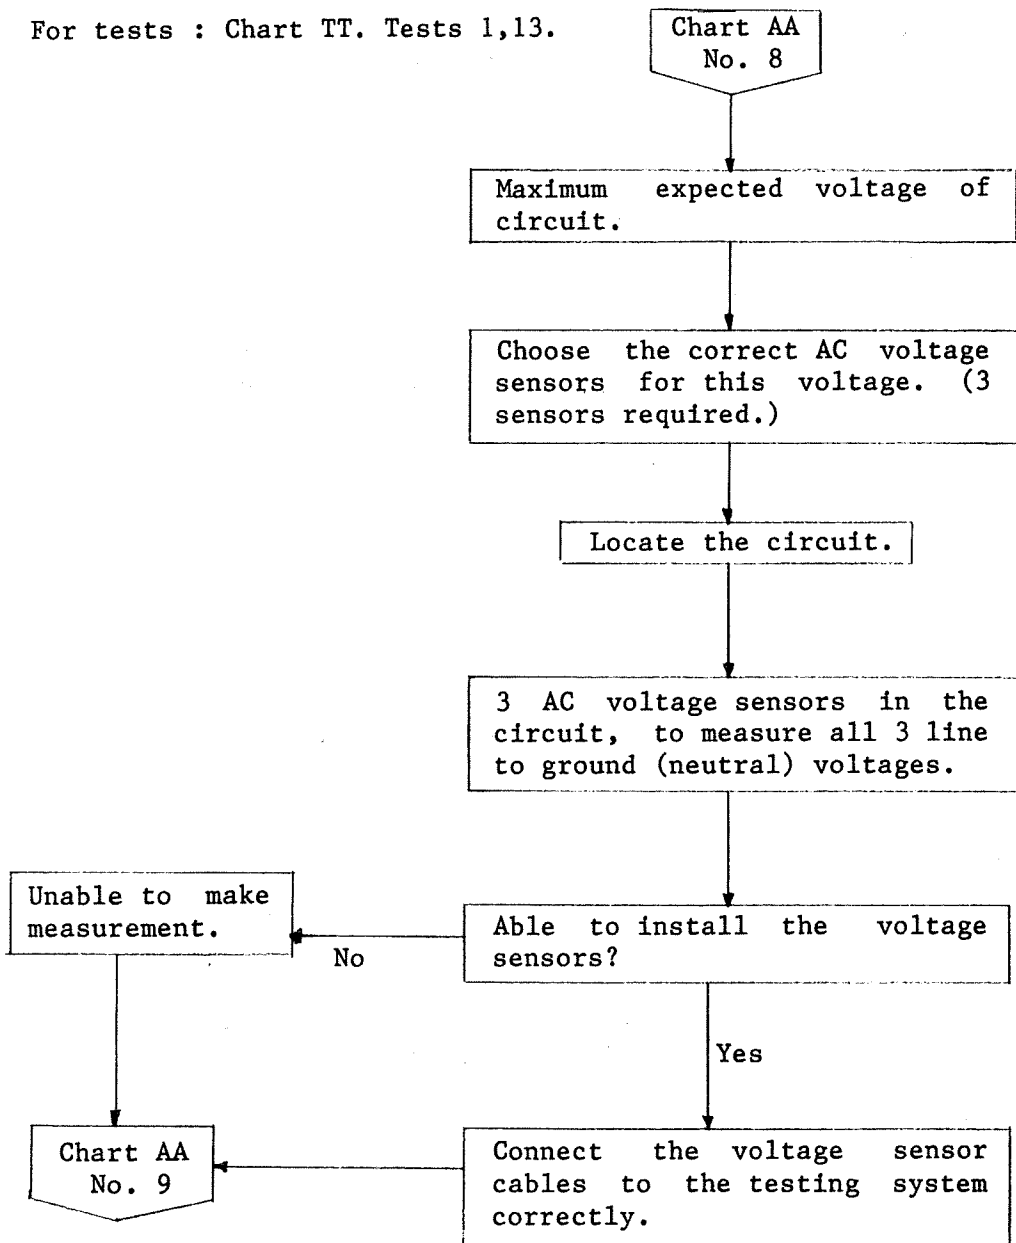 For tests : Chart TT. Tests 1,13.
Chart AA
No. 8
Maximum expected voltage of
circuit.
Choose the correct AC voltage
sensors for this voltage. (3
sensors required.)
Locate the circuit.
3 AC voltage sensors in the
circuit, to measure all 3 line
to ground (neutral) voltages.
Able to install the voltage
sensors?
No
Unable to make
measurement.
Yes
Connect the voltage sensor
cables to the testing system
correctly.
Chart AA
No. 9